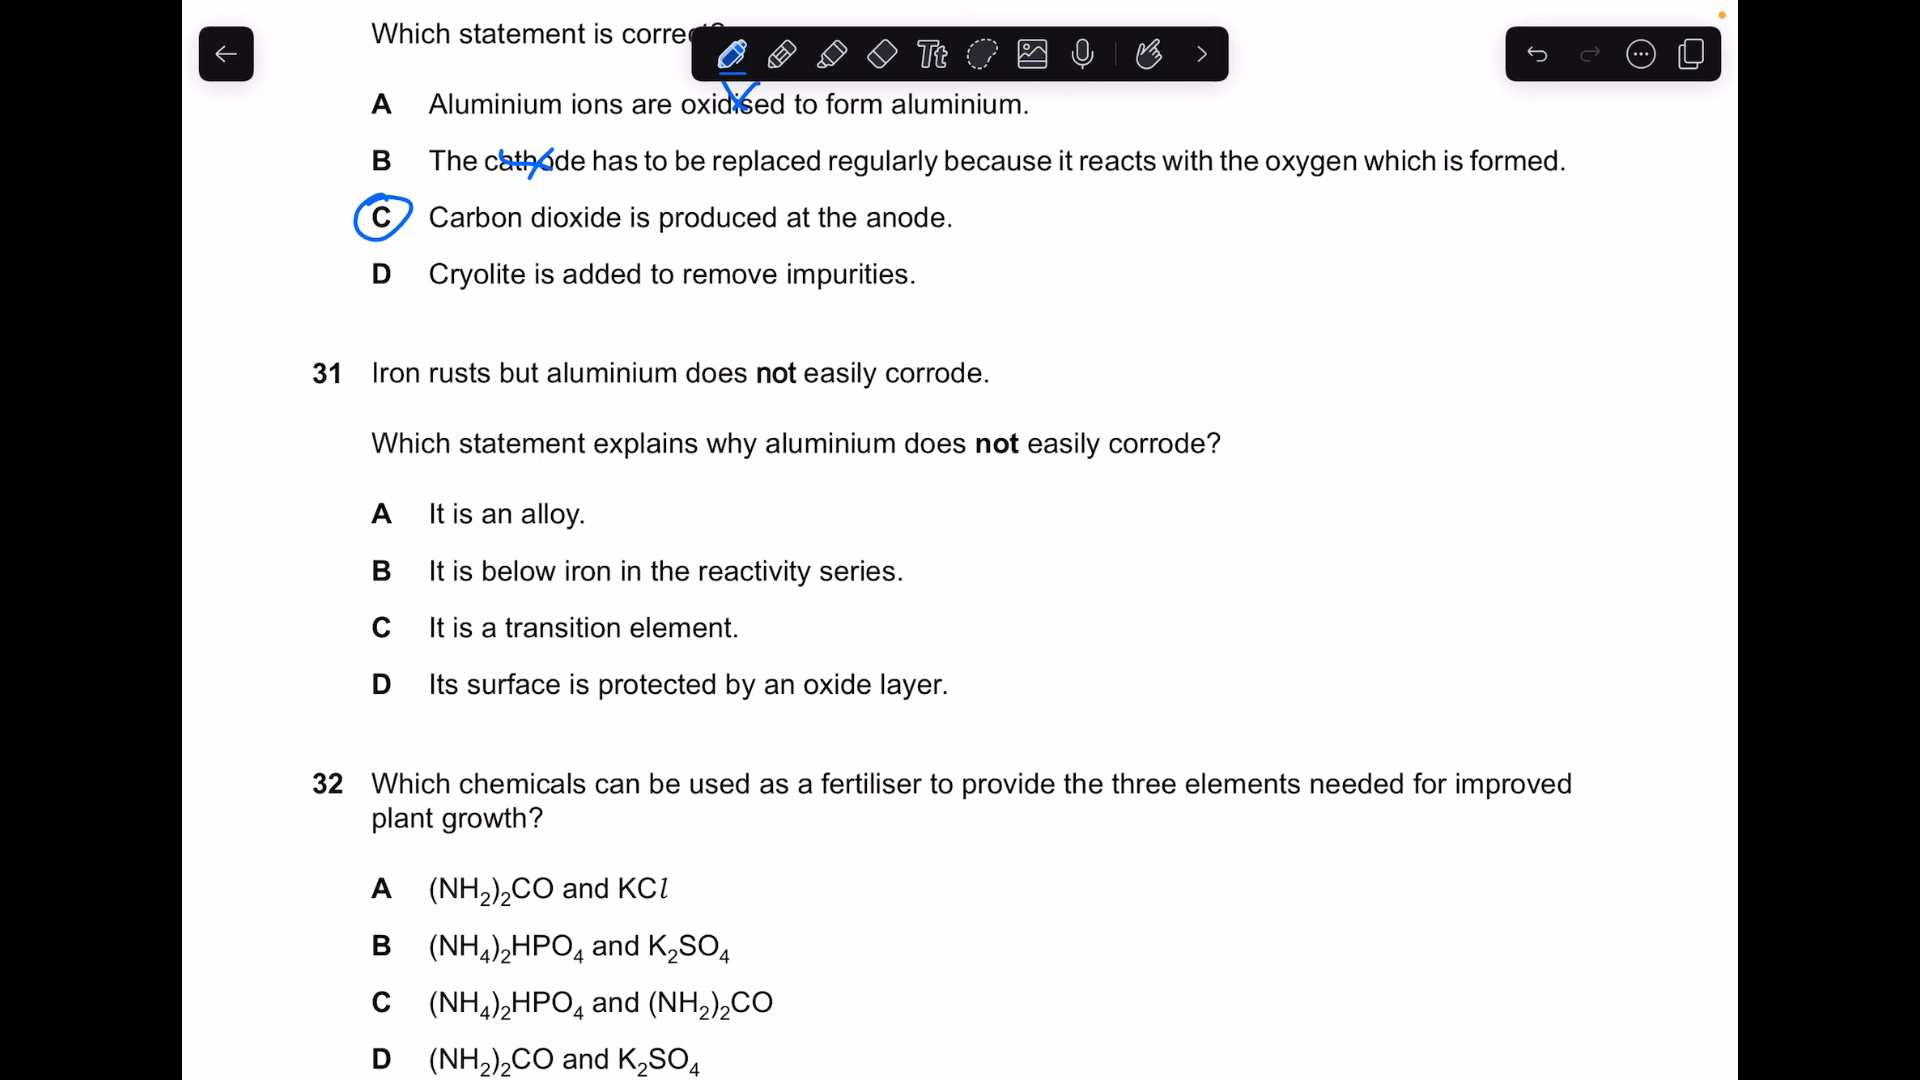 Which statement is correct?
Tt
A Aluminium ions are oxidised to form aluminium.
B The cathode has to be replaced regularly because it reacts with the oxygen which is formed.
C Carbon dioxide is produced at the anode.
D Cryolite is added to remove impurities.
31 Iron rusts but aluminium does not easily corrode.
Which statement explains why aluminium does not easily corrode?
A It is an alloy.
B It is below iron in the reactivity series.
C It is a transition element.
D Its surface is protected by an oxide layer.
32 Which chemicals can be used as a fertiliser to provide the three elements needed for improved
plant growth?
A (NH₂)₂CO and KCl
B (NH₄)₂HPO₄ and K₂SO₄
C (NH₄)₂HPO₄ and (NH₂)₂CO
D (NH₂)₂CO and K₂SO₄